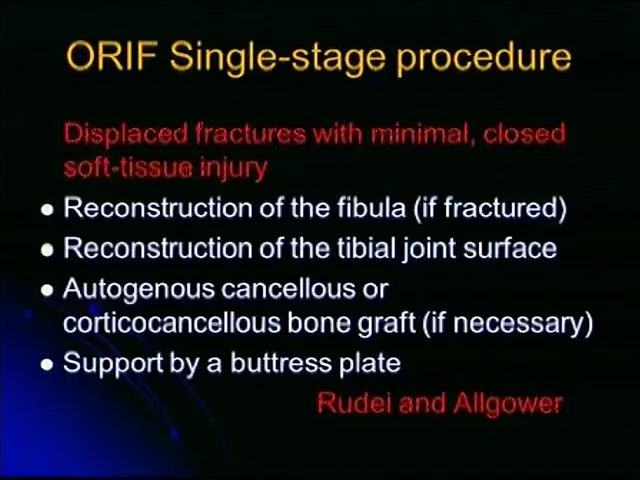 ORIF Single-stage procedure
Displaced fractures with minimal, closed
soft-tissue injury
Reconstruction of the fibula (if fractured)
Reconstruction of the tibial joint surface
Autogenous cancellous or
corticocancellous bone graft (if necessary)
Support by a buttress plate
Rudei and Allgower